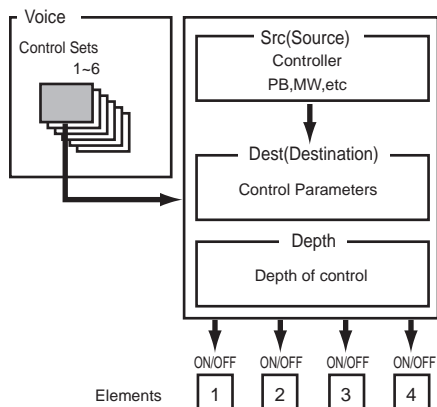 Voice
Control Sets
1~6
Src(Source)
Controller
PB,MW,etc
Dest(Destination)
Control Parameters
Depth
Depth of control
ON/OFF ON/OFF ON/OFF ON/OFF
Elements 1 2 3 4